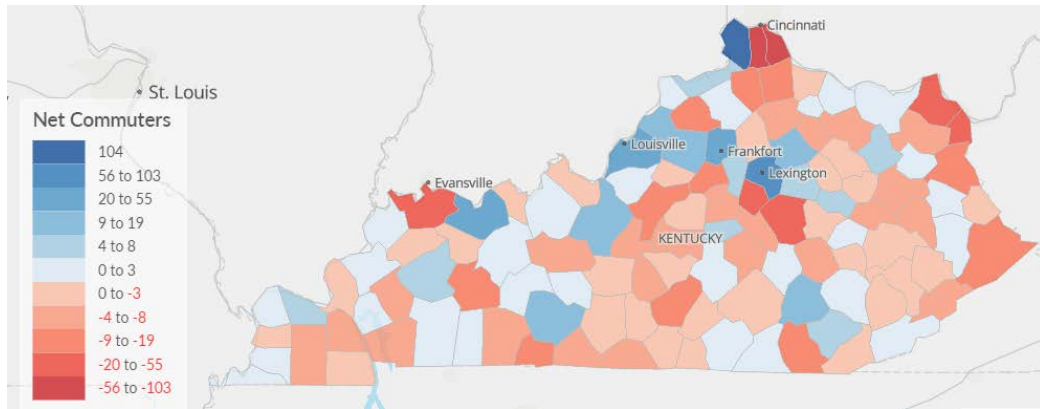 Cincinnati
St. Louis
Net Commuters
104
56 to 103
20 to 55
9 to 19
4 to 8
0 to 3
0 to -3
-4 to -8
-9 to -19
-20 to -55
-56 to -103
Louisville
Frankfort
Lexington
Evansville
KENTUCKY